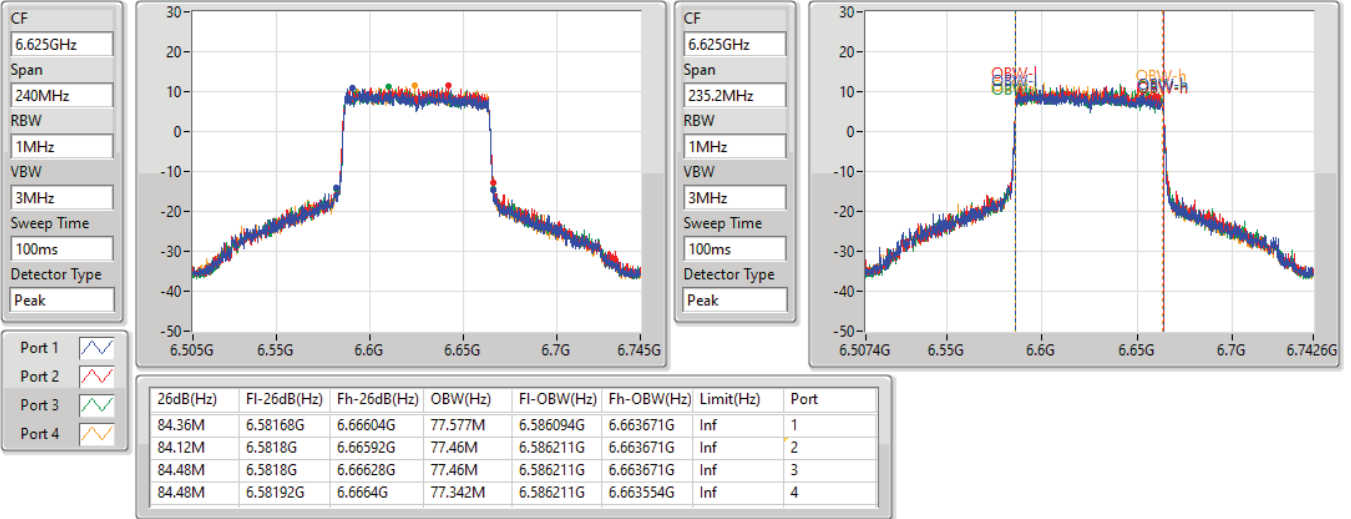 CF
6.625GHz
Span
240MHz
RBW
1MHz
VBW
3MHz
Sweep Time
100ms
Detector Type
Peak
30
20
10
0
-10
-20
-30
-40
-50
6.505G 6.55G 6.6G 6.65G 6.7G 6.745G
CF
6.625GHz
Span
235.2MHz
RBW
1MHz
VBW
3MHz
Sweep Time
100ms
Detector Type
Peak
30
20
10
0
-10
-20
-30
-40
-50
OBW-l
OBW-h
OBW-h
6.5074G 6.55G 6.6G 6.65G 6.7G 6.7426G
Port 1
Port 2
Port 3
Port 4
26dB(Hz) Fl-26dB(Hz) Fh-26dB(Hz) OBW(Hz) Fl-OBW(Hz) Fh-OBW(Hz) Limit(Hz) Port
84.36M 6.58168G 6.66604G 77.577M 6.586094G 6.663671G Inf 1
84.12M 6.5818G 6.66592G 77.46M 6.586211G 6.663671G Inf 2
84.48M 6.5818G 6.66628G 77.46M 6.586211G 6.663671G Inf 3
84.48M 6.58192G 6.6664G 77.342M 6.586211G 6.663554G Inf 4